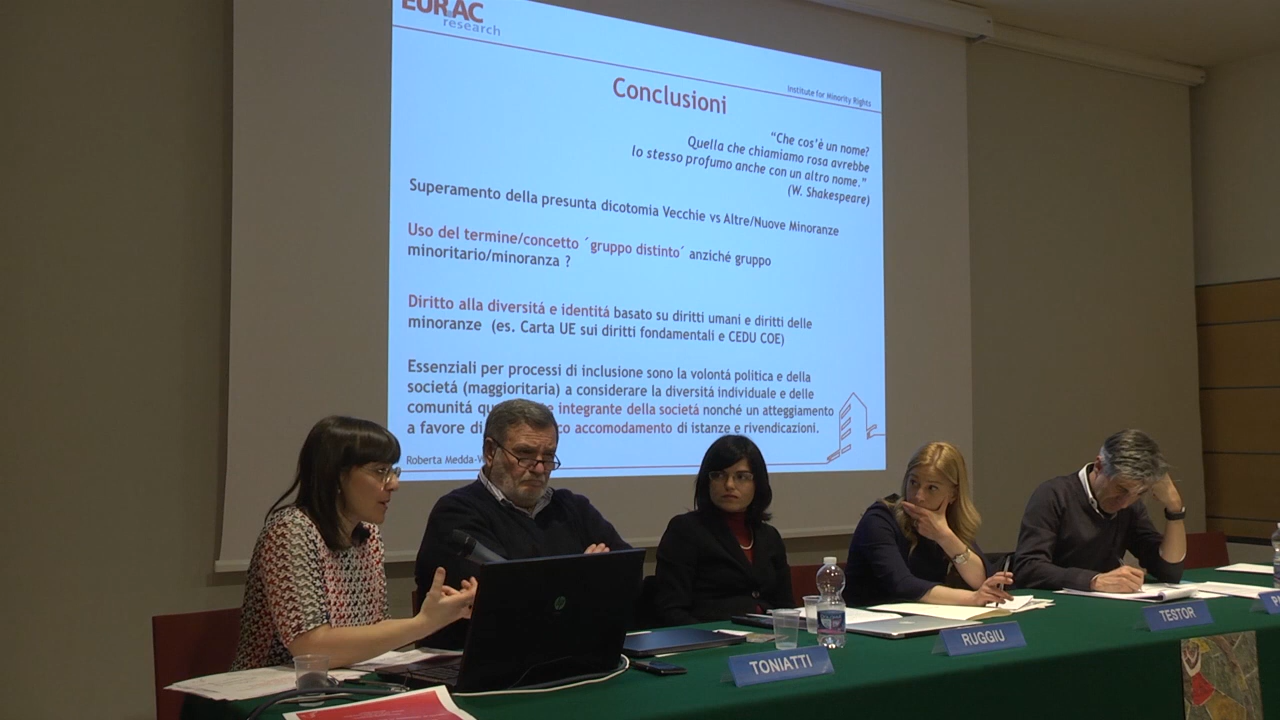 EURAC
research
Institute for Minority Rights
Conclusioni
"Che cos'è un nome?
Quella che chiamiamo rosa avrebbe
lo stesso profumo anche con un altro nome."
(W. Shakespeare)
Superamento della presunta dicotomia Vecchie vs Altre/Nuove Minoranze
Uso del termine/concetto ´gruppo distinto´ anziché gruppo
minoritario/minoranza ?
Diritto alla diversitá e identitá basato su diritti umani e diritti delle
minoranze (es. Carta UE sui diritti fondamentali e CEDU COE)
Essenziali per processi di inclusione sono la volontá politica e della
societá (maggioritaria) a considerare la diversitá individuale e delle
comunitá integrante della societá nonché un atteggiamento
a favore di accomodamento di istanze e rivendicazioni.
Roberta Medda-
TONIATTI
RUGGIU
TESTOR